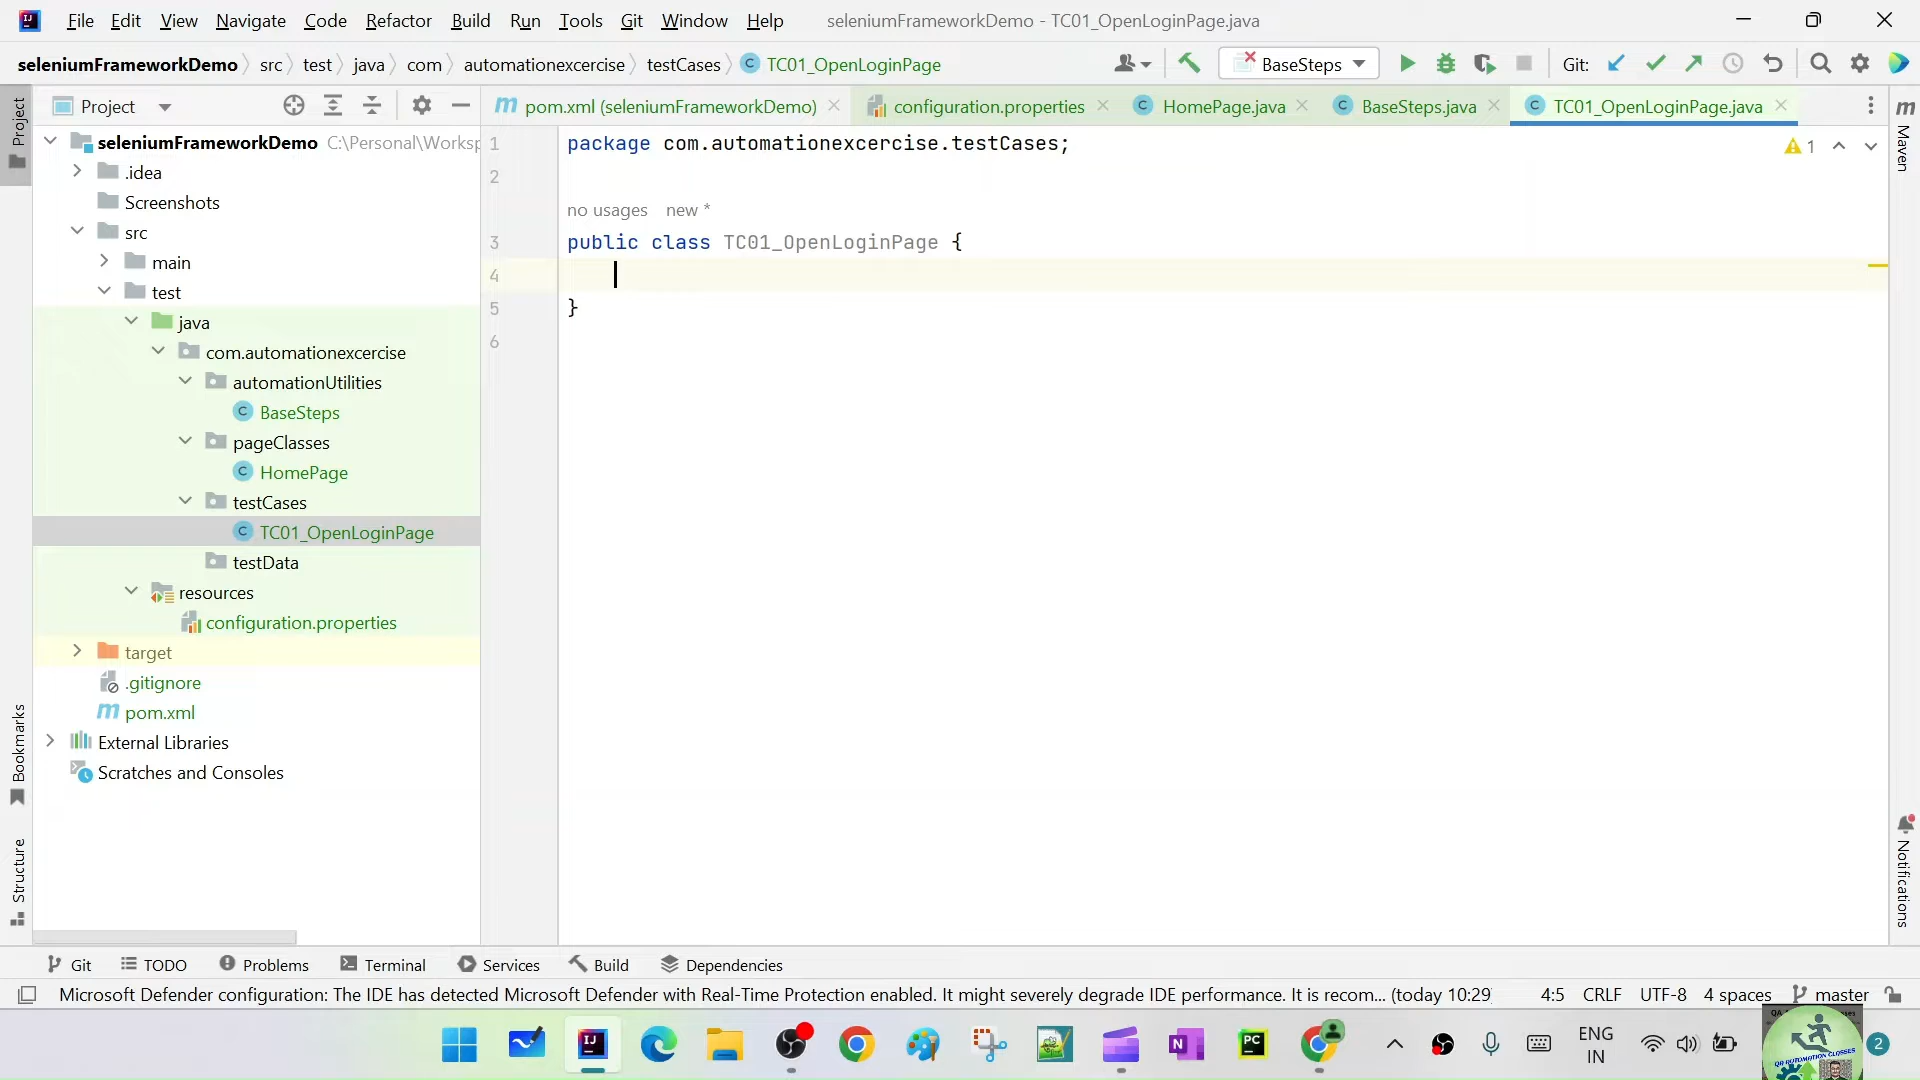 File Edit View Navigate Code Refactor Build Run Tools Git Window Help seleniumFrameworkDemo - TC01_OpenLoginPage.java
seleniumFrameworkDemo src test java com automationexcercise testCases TC01_OpenLoginPage BaseSteps Git:
Project
Project
pom.xml (seleniumFrameworkDemo) configuration.properties HomePage.java BaseSteps.java TC01_OpenLoginPage.java
Maven
seleniumFrameworkDemo C:\Personal\Worksp
.idea
Screenshots
src
main
test
java
com.automationexcercise
automationUtilities
BaseSteps
pageClasses
HomePage
testCases
TC01_OpenLoginPage
testData
resources
configuration.properties
target
.gitignore
pom.xml
External Libraries
Scratches and Consoles
Bookmarks
Structure
1 package com.automationexcercise.testCases;
2
no usages new *
3 public class TC01_OpenLoginPage {
4
5 }
6
1
Notifications
Git TODO Problems Terminal Services Build Dependencies
Microsoft Defender configuration: The IDE has detected Microsoft Defender with Real-Time Protection enabled. It might severely degrade IDE performance. It is recom... (today 10:29 4:5 CRLF UTF-8 4 spaces master
ENG
IN
QA AUTOMATION CLASSES
2